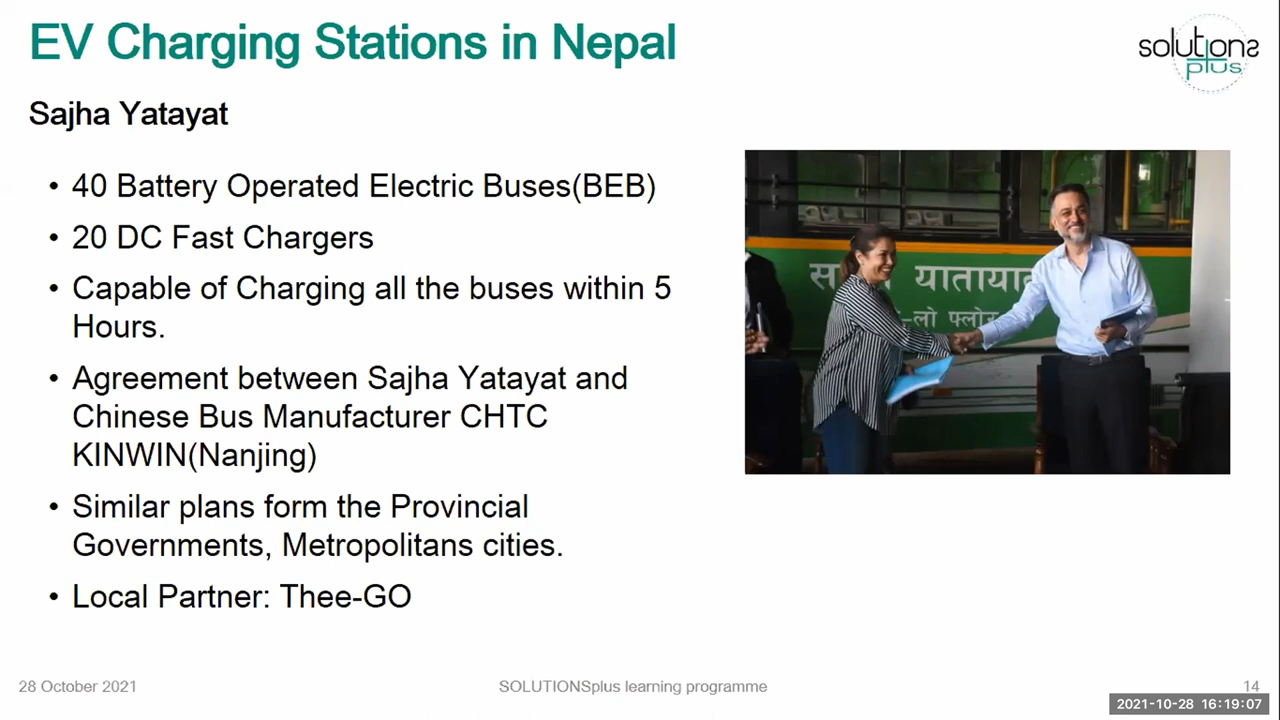 EV Charging Stations in Nepal
solutions
plus
Sajha Yatayat
• 40 Battery Operated Electric Buses(BEB)
• 20 DC Fast Chargers
• Capable of Charging all the buses within 5
Hours.
• Agreement between Sajha Yatayat and
Chinese Bus Manufacturer CHTC
KINWIN(Nanjing)
• Similar plans form the Provincial
Governments, Metropolitans cities.
• Local Partner: Thee-GO
यातायात
लो फ्लोर
28 October 2021
SOLUTIONSplus learning programme
14
2021-10-28 16:19:07